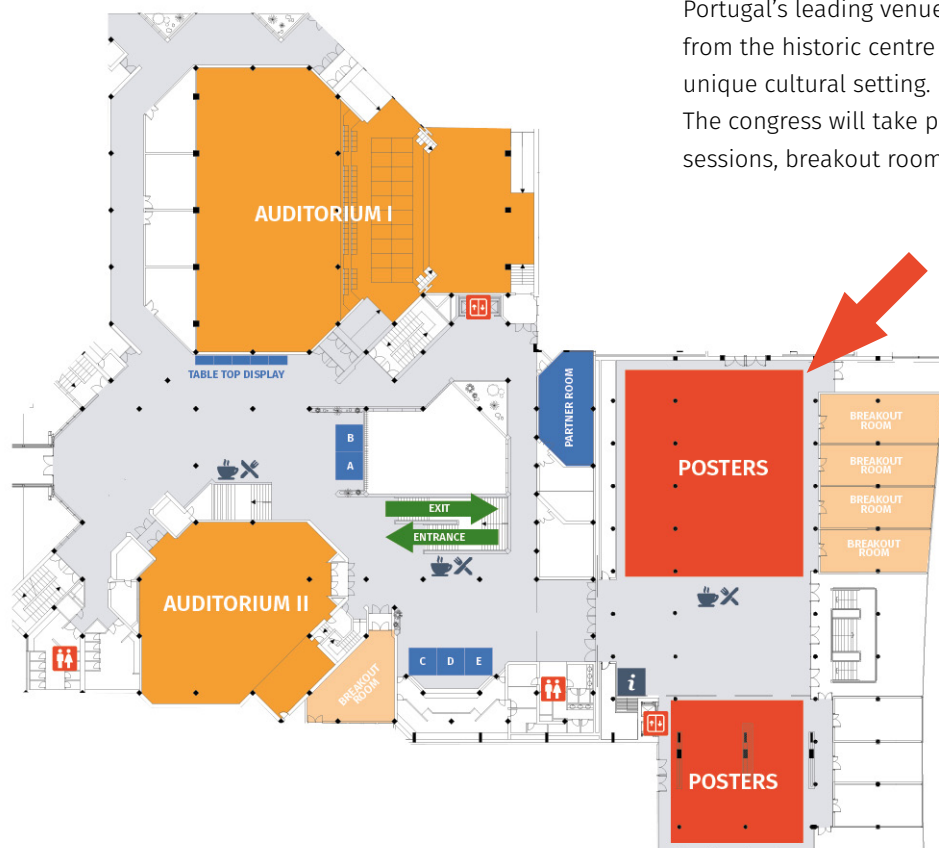 Portugal’s leading venue
from the historic centre
unique cultural setting.
The congress will take p
sessions, breakout room
AUDITORIUM I
TABLE TOP DISPLAY
PARTNER ROOM
B
A
EXIT
ENTRANCE
POSTERS
BREAKOUT
ROOM
BREAKOUT
ROOM
BREAKOUT
ROOM
BREAKOUT
ROOM
AUDITORIUM II
BREAKOUT
ROOM
C
D
E
i
POSTERS